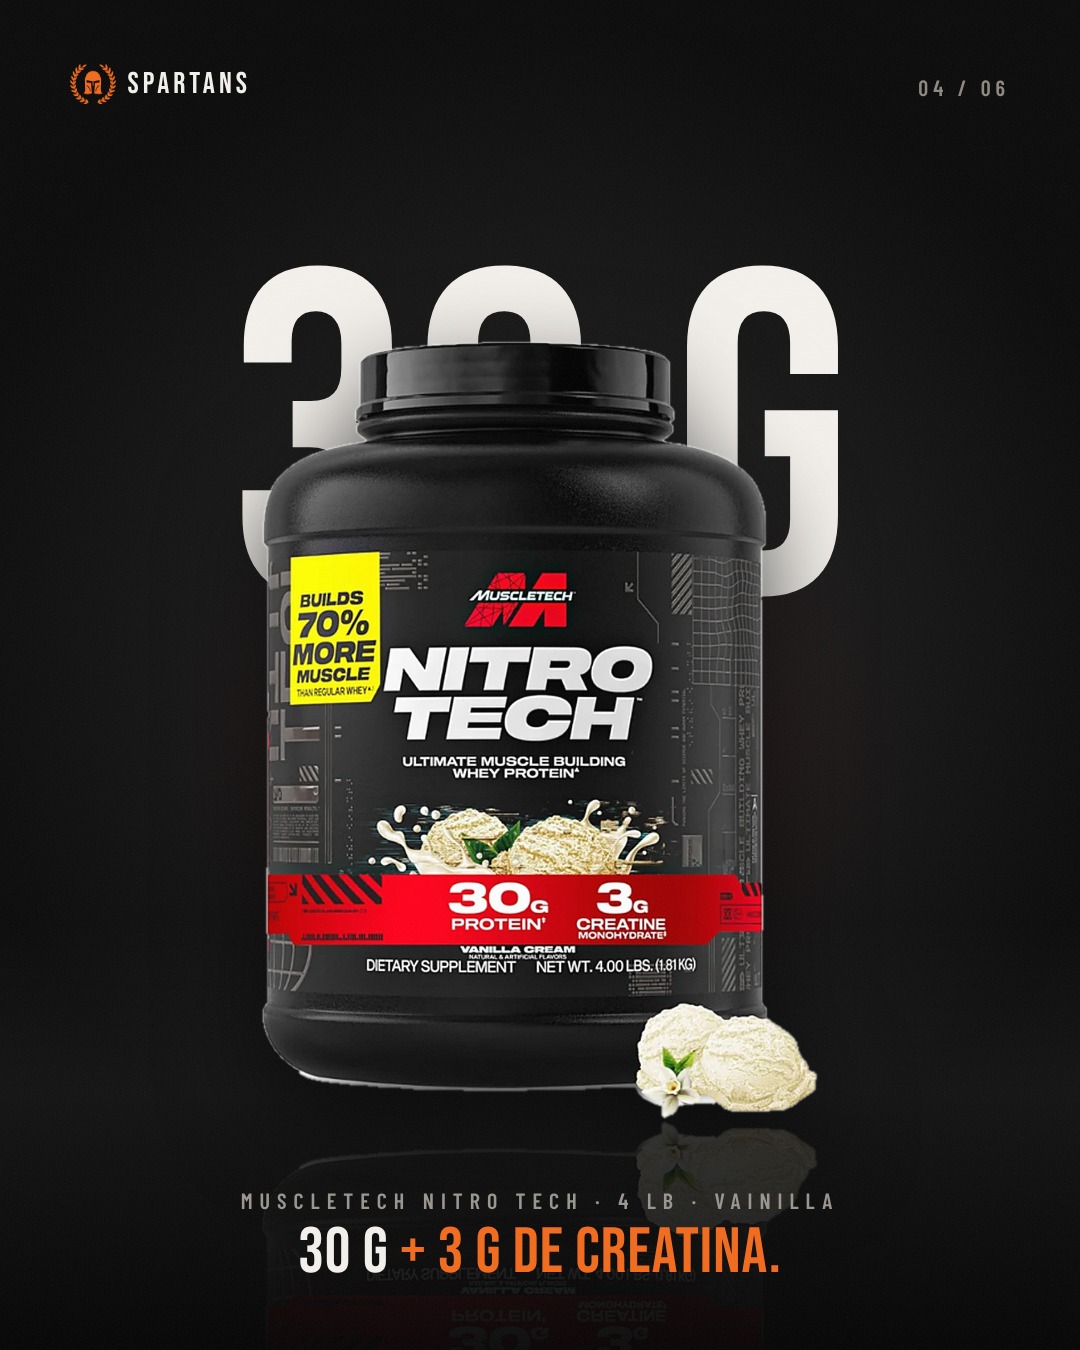 SPARTANS
04 / 06
30 G
BUILDS
70%
MORE
MUSCLE
THAN REGULAR WHEY
MUSCLETECH
NITRO
TECH™
ULTIMATE MUSCLE BUILDING
WHEY PROTEIN
30G
PROTEIN
3G
CREATINE
MONOHYDRATE
VANILLA CREAM
NATURAL & ARTIFICIAL FLAVORS
DIETARY SUPPLEMENT NET WT. 4.00 LBS. (1.81 KG)
MUSCLETECH NITRO TECH · 4 LB · VAINILLA
30 G + 3 G DE CREATINA.